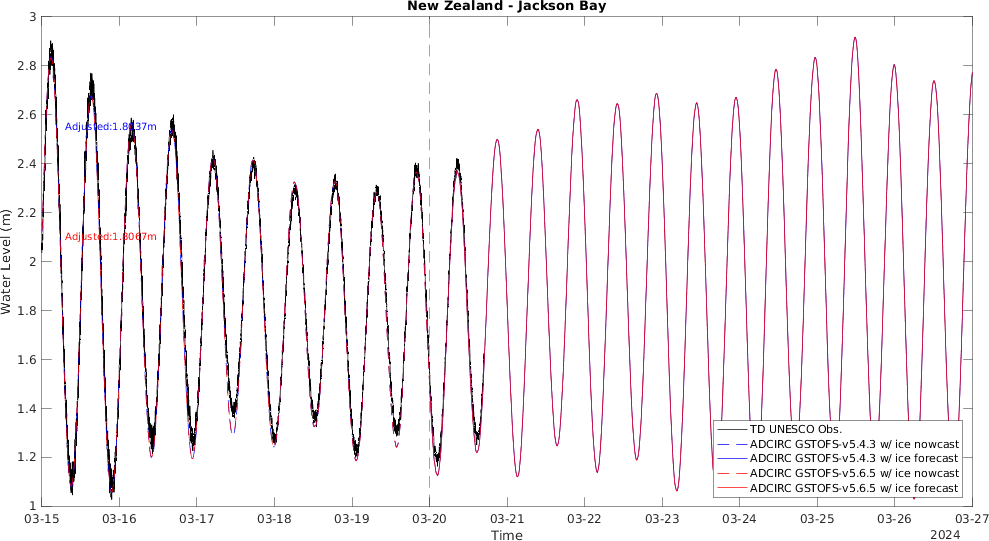 New Zealand - Jackson Bay
3
2.8
2.6
2.4
2.2
2
1.8
1.6
1.4
1.2
1
Water Level (m)
Adjusted:1.8037m
Adjusted:1.8067m
TD UNESCO Obs.
ADCIRC GSTOFS-v5.4.3 w/ ice nowcast
ADCIRC GSTOFS-v5.4.3 w/ ice forecast
ADCIRC GSTOFS-v5.6.5 w/ ice nowcast
ADCIRC GSTOFS-v5.6.5 w/ ice forecast
03-15 03-16 03-17 03-18 03-19 03-20 03-21 03-22 03-23 03-24 03-25 03-26 03-27
Time
2024